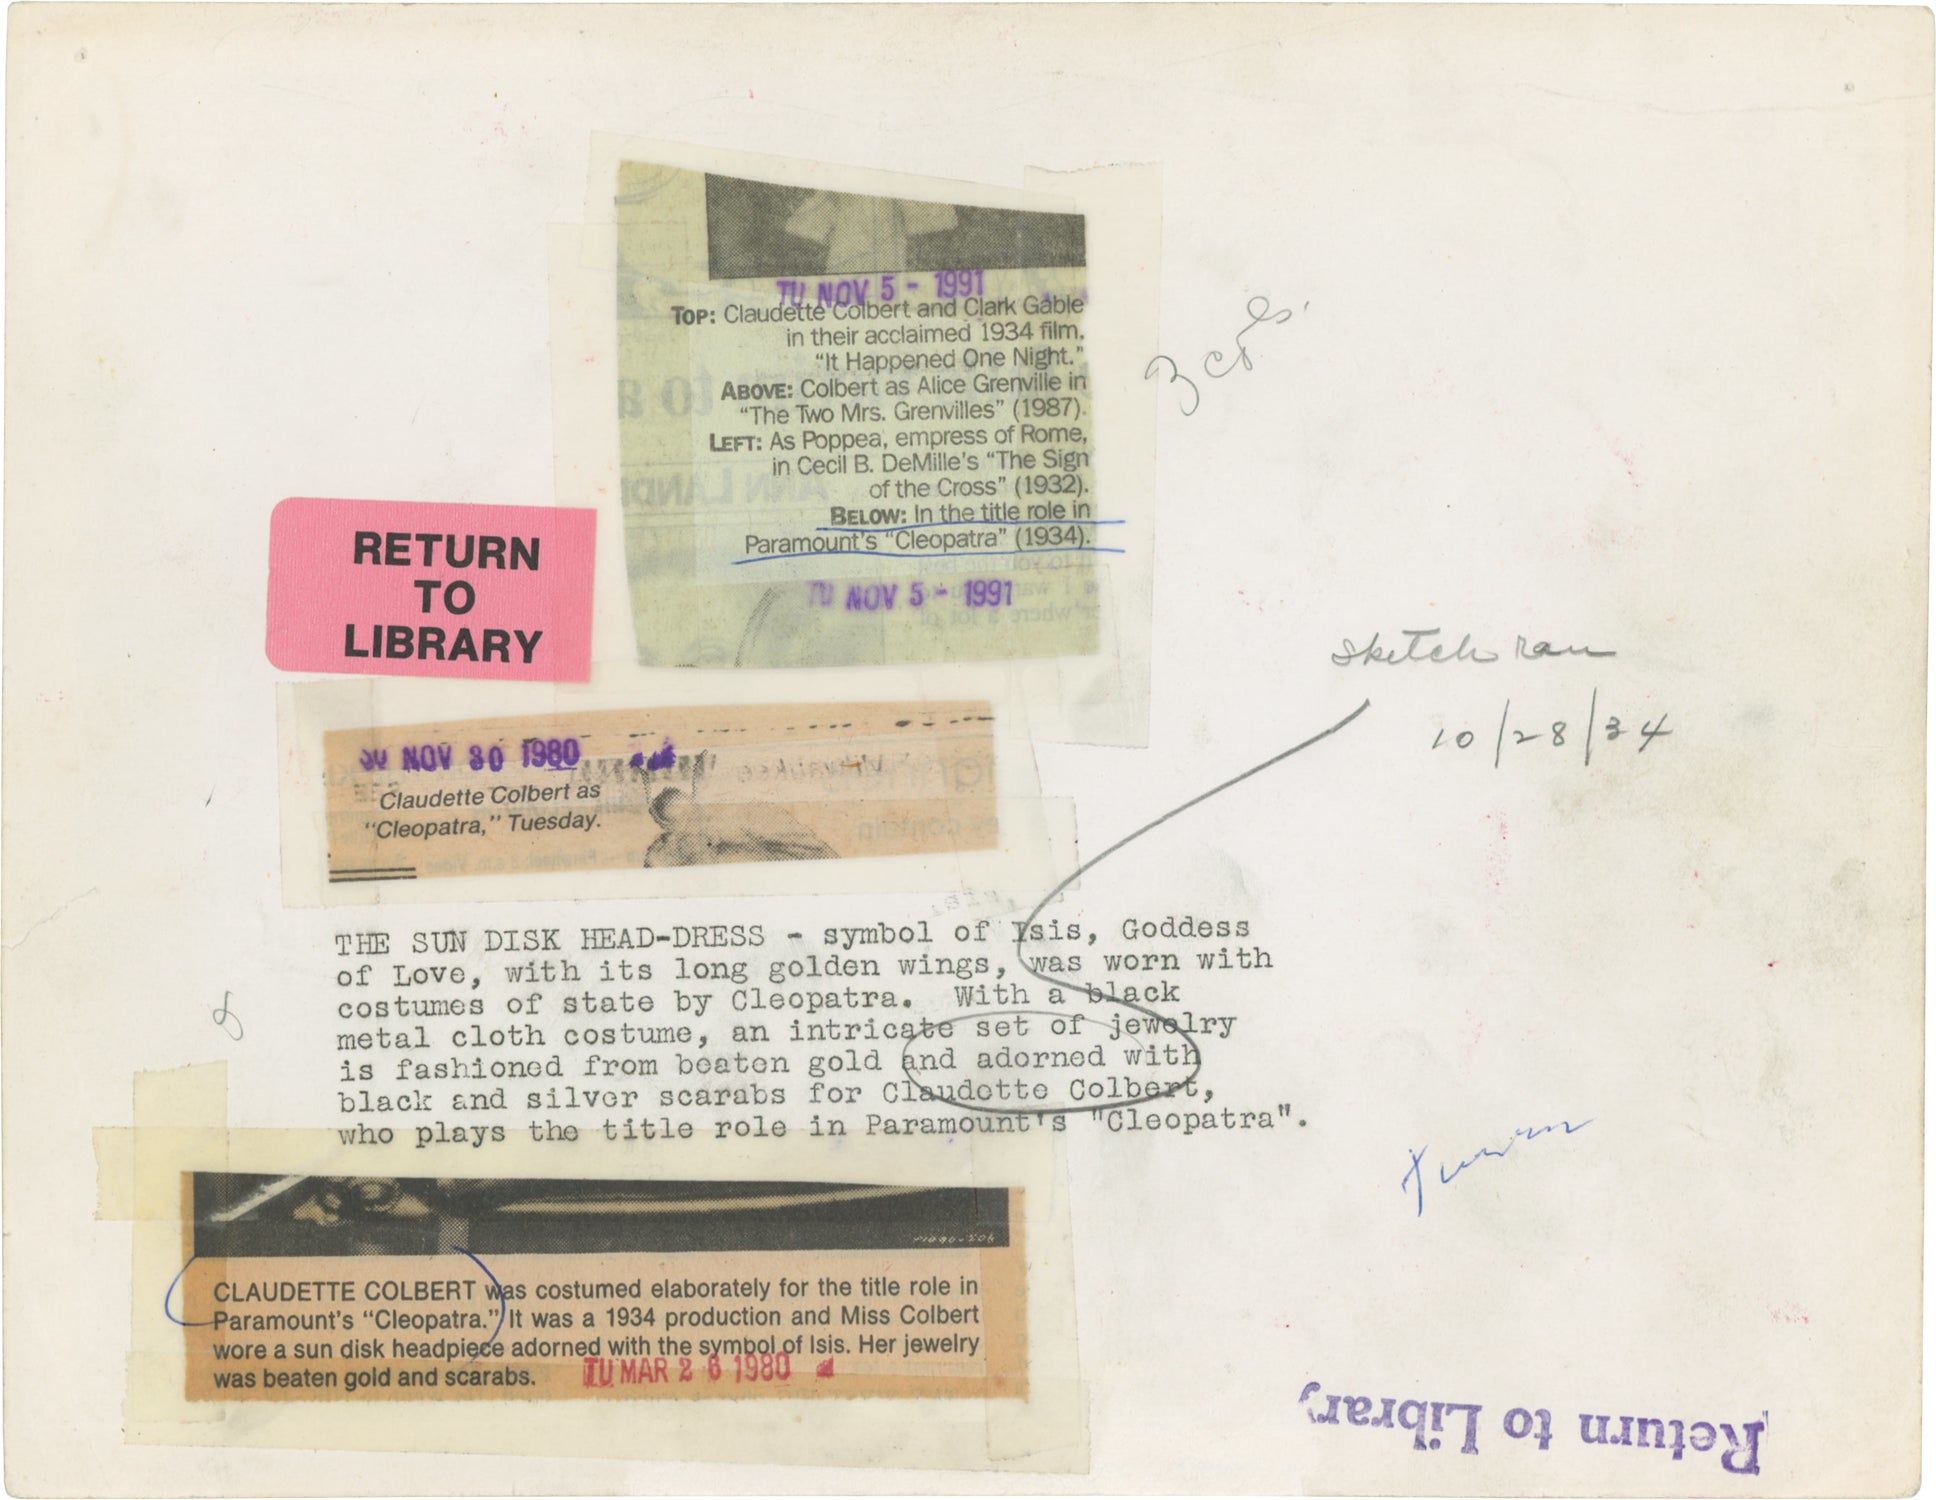 TU NOV 5 - 1991
TOP: Claudette Colbert and Clark Gable
in their acclaimed 1934 film,
“It Happened One Night.”
ABOVE: Colbert as Alice Grenville in
“The Two Mrs. Grenvilles” (1987).
LEFT: As Poppea, empress of Rome,
in Cecil B. DeMille’s “The Sign
of the Cross” (1932).
BELOW: In the title role in
Paramount’s “Cleopatra” (1934).
TU NOV 5 - 1991
3 cols.
RETURN
TO
LIBRARY
sketch ran
10/28/34
SU NOV 30 1980
Claudette Colbert as
“Cleopatra,” Tuesday.
THE SUN DISK HEAD-DRESS - symbol of Isis, Goddess
of Love, with its long golden wings, was worn with
costumes of state by Cleopatra. With a black
metal cloth costume, an intricate set of jewelry
is fashioned from beaten gold and adorned with
black and silver scarabs for Claudette Colbert,
who plays the title role in Paramount's "Cleopatra".
8
CLAUDETTE COLBERT was costumed elaborately for the title role in
Paramount’s “Cleopatra.” It was a 1934 production and Miss Colbert
wore a sun disk headpiece adorned with the symbol of Isis. Her jewelry
was beaten gold and scarabs.
TU MAR 26 1980
Return to Library